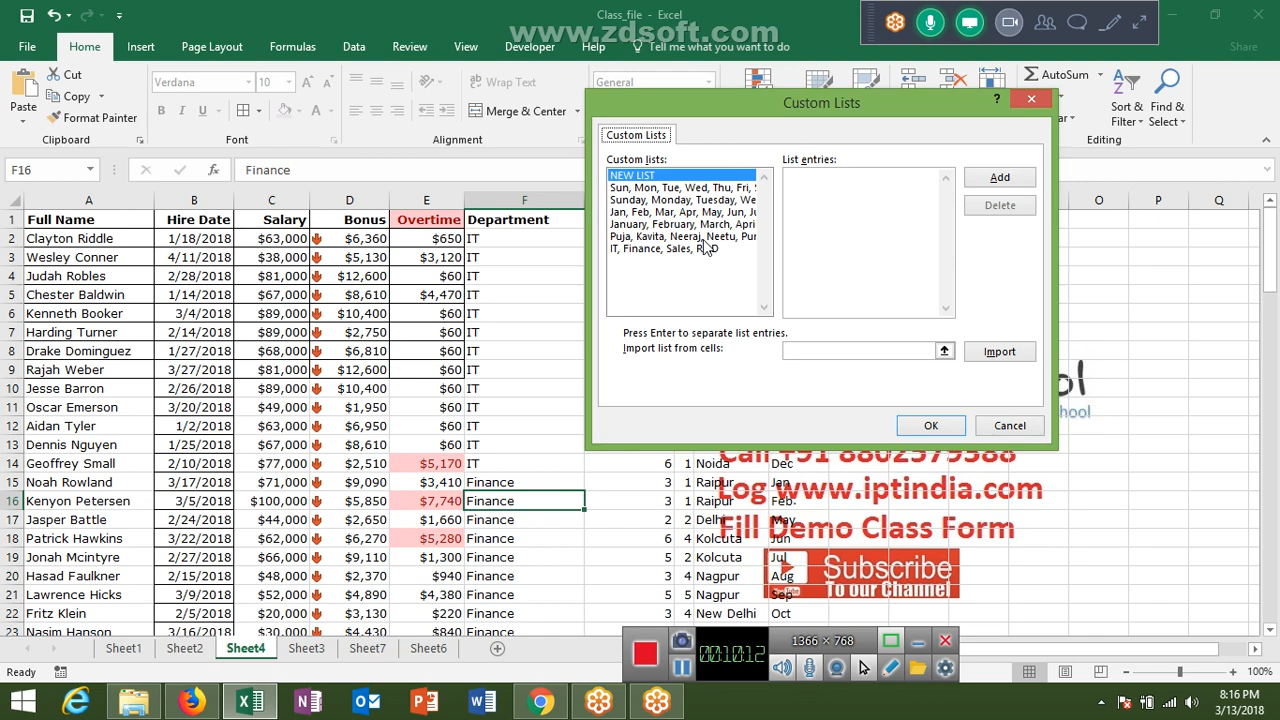 Class_file - Excel
www.zdsoft.com
File Home Insert Page Layout Formulas Data Review View Developer Help Tell me what you want to do Share
Cut
Copy
Format Painter
Paste
Verdana 10
B I U
Wrap Text
Merge & Center
General
AutoSum
Sort & Filter
Find & Select
Clipboard Font Alignment Editing
F16 Finance
Custom Lists
?
Custom Lists
Custom lists: List entries:
NEW LIST
Sun, Mon, Tue, Wed, Thu, Fri, S
Sunday, Monday, Tuesday, We
Jan, Feb, Mar, Apr, May, Jun, Ju
January, February, March, Apri
Puja, Kavita, Neeraj, Neetu, Pur
IT, Finance, Sales, R&D
Add
Delete
Press Enter to separate list entries.
Import list from cells:
Import
OK Cancel
A B C D E F O P Q
1 Full Name Hire Date Salary Bonus Overtime Department
2 Clayton Riddle 1/18/2018 $63,000 $6,360 $650 IT
3 Wesley Conner 4/11/2018 $38,000 $5,130 $3,120 IT
4 Judah Robles 2/28/2018 $81,000 $12,600 $60 IT
5 Chester Baldwin 1/14/2018 $67,000 $8,610 $4,470 IT
6 Kenneth Booker 3/4/2018 $89,000 $10,400 $60 IT
7 Harding Turner 2/14/2018 $89,000 $2,750 $60 IT
8 Drake Dominguez 1/27/2018 $68,000 $6,810 $60 IT
9 Rajah Weber 3/27/2018 $81,000 $12,600 $60 IT
10 Jesse Barron 2/26/2018 $89,000 $10,400 $60 IT
11 Oscar Emerson 3/20/2018 $49,000 $1,950 $60 IT
12 Aidan Tyler 1/2/2018 $63,000 $6,950 $60 IT
13 Dennis Nguyen 1/25/2018 $67,000 $8,610 $60 IT
14 Geoffrey Small 2/10/2018 $77,000 $2,510 $5,170 IT 6 1 Noida Dec
15 Noah Rowland 3/17/2018 $71,000 $9,090 $3,410 Finance 3 1 Raipur Jan
16 Kenyon Petersen 3/5/2018 $100,000 $5,850 $7,740 Finance 3 1 Raipur Feb
17 Jasper Battle 2/24/2018 $44,000 $2,650 $1,660 Finance 2 2 Delhi May
18 Patrick Hawkins 3/22/2018 $62,000 $6,270 $5,280 Finance 6 4 Kolcuta Jun
19 Jonah Mcintyre 2/27/2018 $66,000 $9,110 $1,300 Finance 5 2 Kolcuta Jul
20 Hasad Faulkner 2/15/2018 $48,000 $2,370 $940 Finance 3 4 Nagpur Aug
21 Lawrence Hicks 3/9/2018 $52,000 $4,890 $4,380 Finance 5 5 Nagpur Sep
22 Fritz Klein 2/5/2018 $20,000 $3,130 $220 Finance 3 4 New Delhi Oct
23 Nasim Hanson 3/16/2018 $30,000 $4,430 $840 Finance
ol
hool
Call +91 8802579388
Log www.iptindia.com
Fill Demo Class Form
Subscribe
To our Channel
Sheet1 Sheet2 Sheet4 Sheet3 Sheet7 Sheet6
00:10:12
1366 × 768
Ready
100%
8:16 PM
3/13/2018